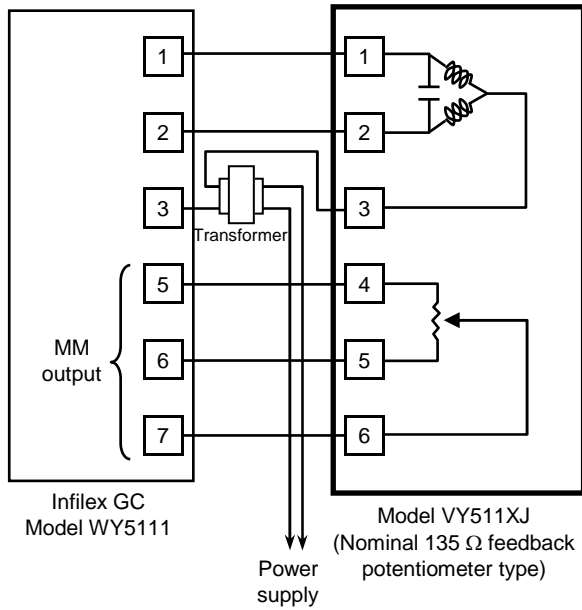 1
1
2
2
3
3
Transformer
5
4
MM
output
6
5
7
6
Infilex GC
Model WY5111
Model VY511XJ
(Nominal 135 Ω feedback
potentiometer type)
Power
supply